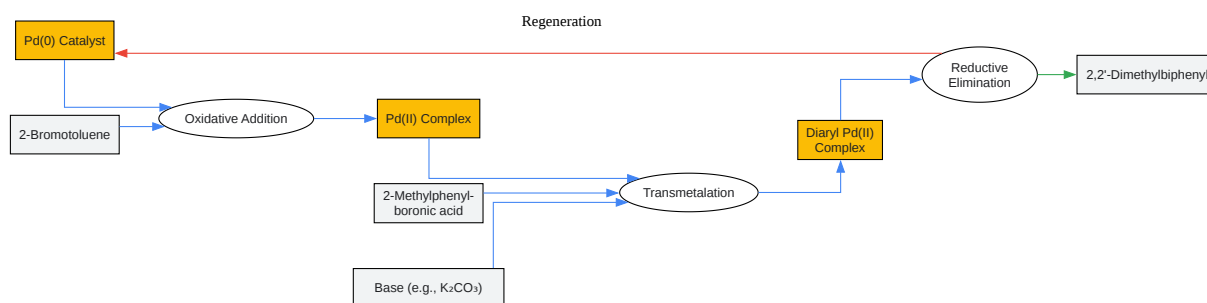 Regeneration
Pd(0) Catalyst
Reductive
Elimination
2,2'-Dimethylbiphenyl
2-Bromotoluene
Oxidative Addition
Pd(II) Complex
Diaryl Pd(II)
Complex
2-Methylphenyl-
boronic acid
Transmetalation
Base (e.g., K₂CO₃)